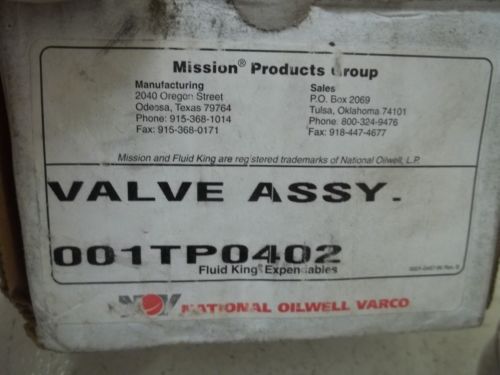 Mission® Products Group
Manufacturing
2040 Oregon Street
Odessa, Texas 79764
Phone: 915-368-1014
Fax: 915-368-0171
Sales
P.O. Box 2069
Tulsa, Oklahoma 74101
Phone: 800-324-9476
Fax: 918-447-4677
Mission and Fluid King are registered trademarks of National Oilwell, L.P.
VALVE ASSY.
001TP0402
Fluid King® Expendables
NOV NATIONAL OILWELL VARCO